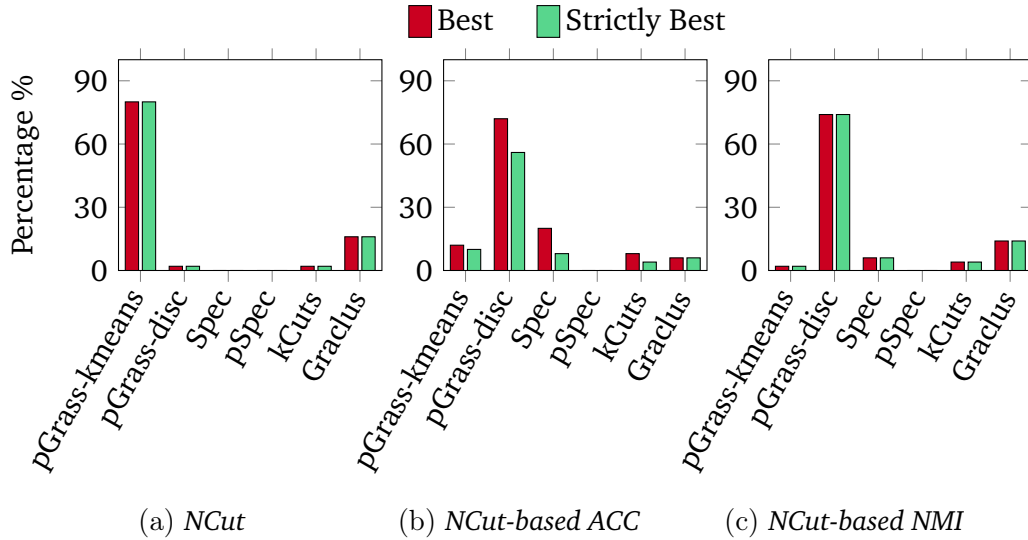 Best Strictly Best
Percentage %
90
60
30
0
pGrass-kmeans
pGrass-disc
Spec
pSpec
kCuts
Graclus
(a) NCut
90
60
30
0
pGrass-kmeans
pGrass-disc
Spec
pSpec
kCuts
Graclus
(b) NCut-based ACC
90
60
30
0
pGrass-kmeans
pGrass-disc
Spec
pSpec
kCuts
Graclus
(c) NCut-based NMI